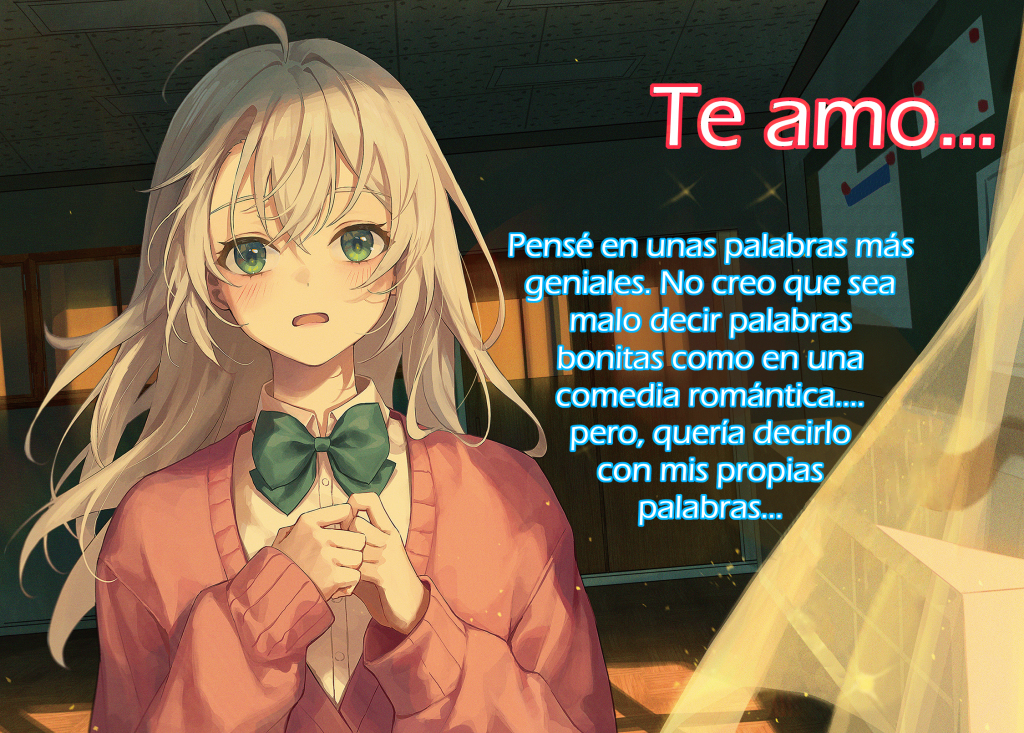 Te amo...
Pensé en unas palabras más
geniales. No creo que sea
malo decir palabras
bonitas como en una
comedia romántica....
pero, quería decirlo
con mis propias
palabras...